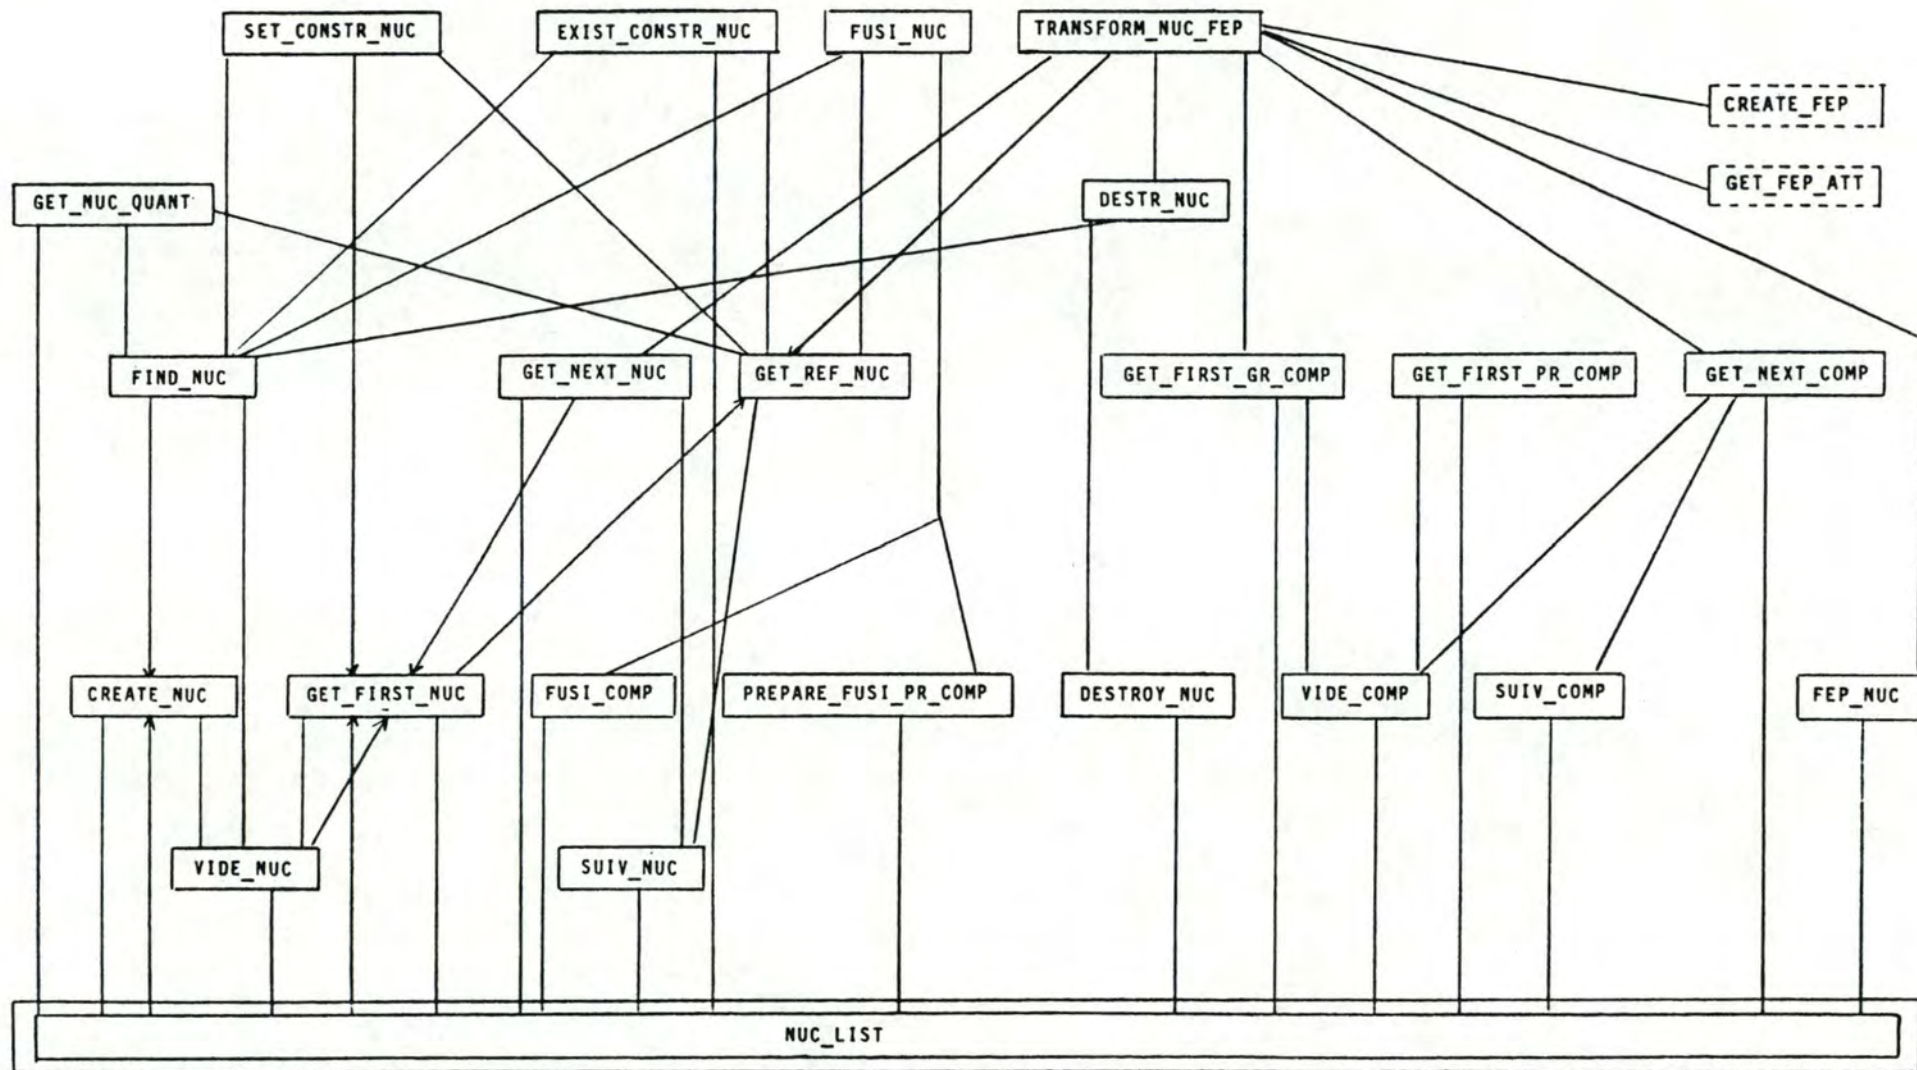 SET_CONSTR_NUC
EXIST_CONSTR_NUC
FUSI_NUC
TRANSFORM_NUC_FEP
CREATE_FEP
GET_FEP_ATT
GET_NUC_QUANT
DESTR_NUC
FIND_NUC
GET_NEXT_NUC
GET_REF_NUC
GET_FIRST_GR_COMP
GET_FIRST_PR_COMP
GET_NEXT_COMP
CREATE_NUC
GET_FIRST_NUC
FUSI_COMP
PREPARE_FUSI_PR_COMP
DESTROY_NUC
VIDE_COMP
SUIV_COMP
FEP_NUC
VIDE_NUC
SUIV_NUC
NUC_LIST